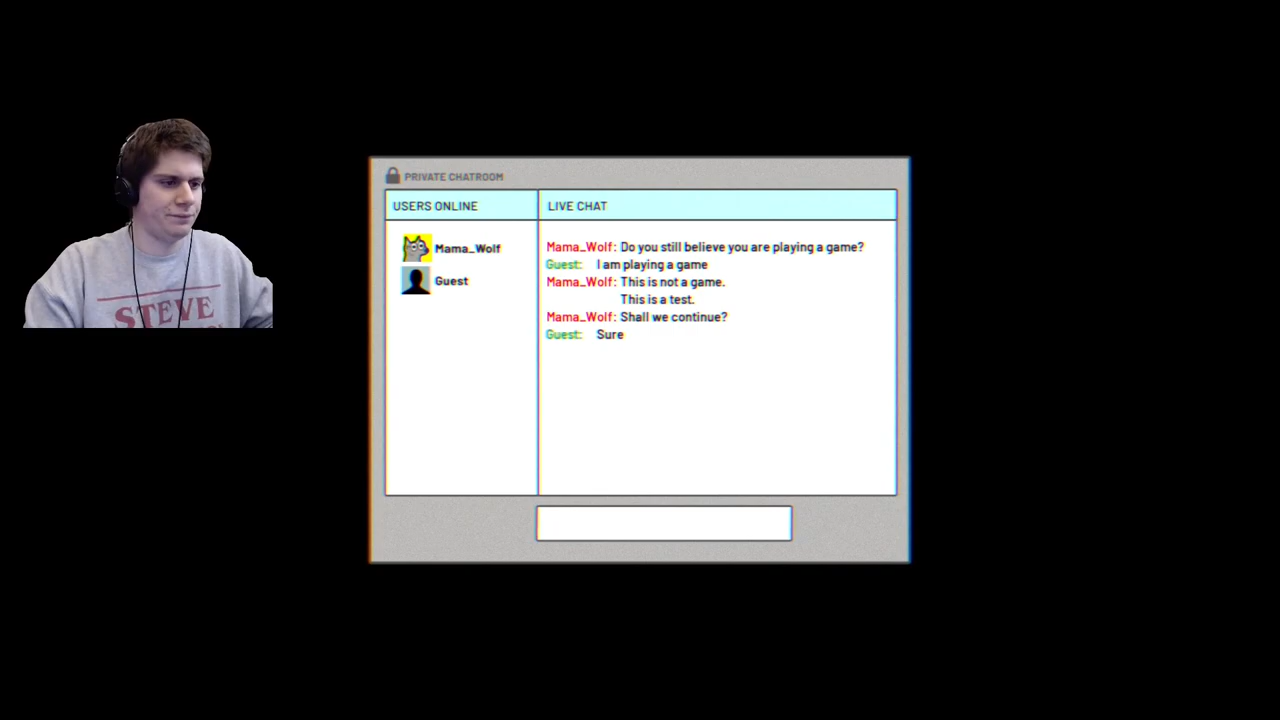 PRIVATE CHATROOM
USERS ONLINE
LIVE CHAT
Mama_Wolf
Guest
Mama_Wolf: Do you still believe you are playing a game?
Guest: I am playing a game
Mama_Wolf: This is not a game.
This is a test.
Mama_Wolf: Shall we continue?
Guest: Sure
STEVE